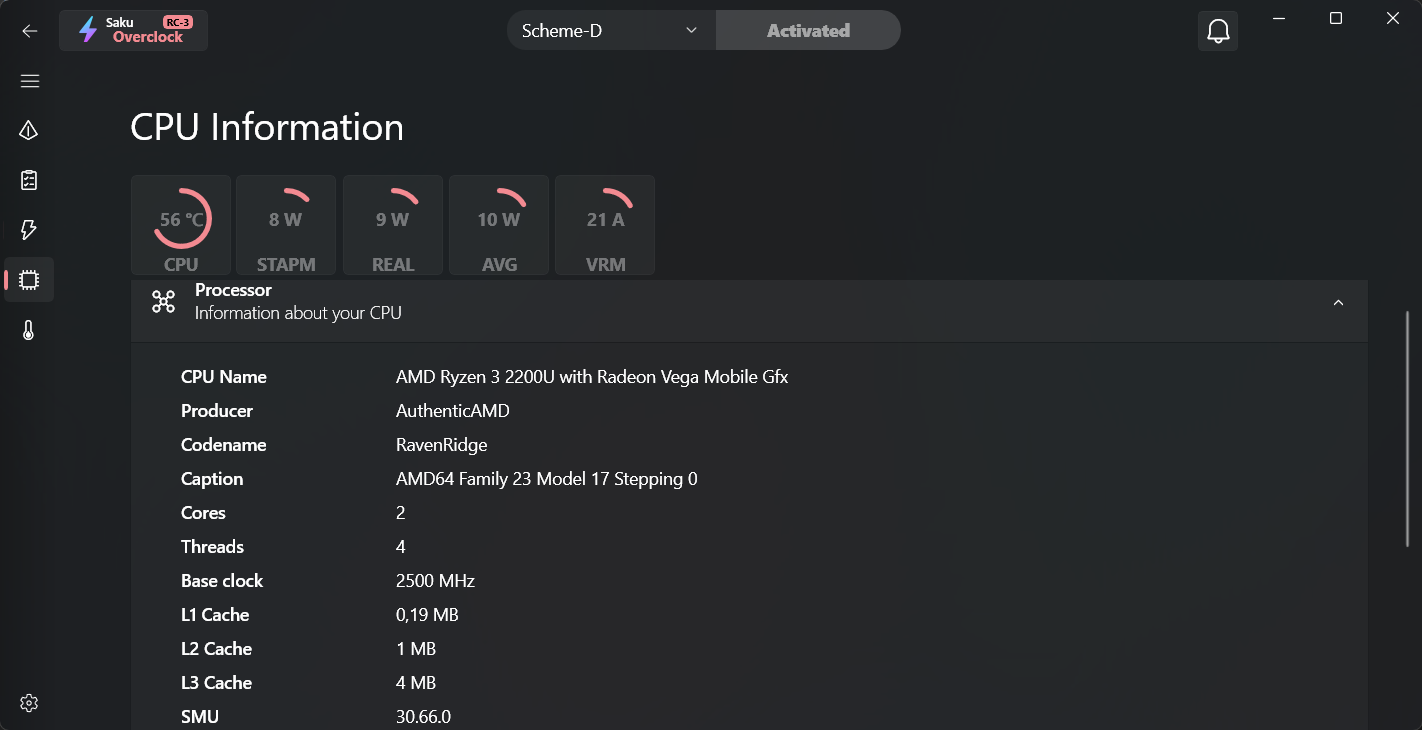 Saku RC-3
Overclock
Scheme-D
Activated
CPU Information
56 °C
CPU
8 W
STAPM
9 W
REAL
10 W
AVG
21 A
VRM
Processor
Information about your CPU
CPU Name AMD Ryzen 3 2200U with Radeon Vega Mobile Gfx
Producer AuthenticAMD
Codename RavenRidge
Caption AMD64 Family 23 Model 17 Stepping 0
Cores 2
Threads 4
Base clock 2500 MHz
L1 Cache 0,19 MB
L2 Cache 1 MB
L3 Cache 4 MB
SMU 30.66.0